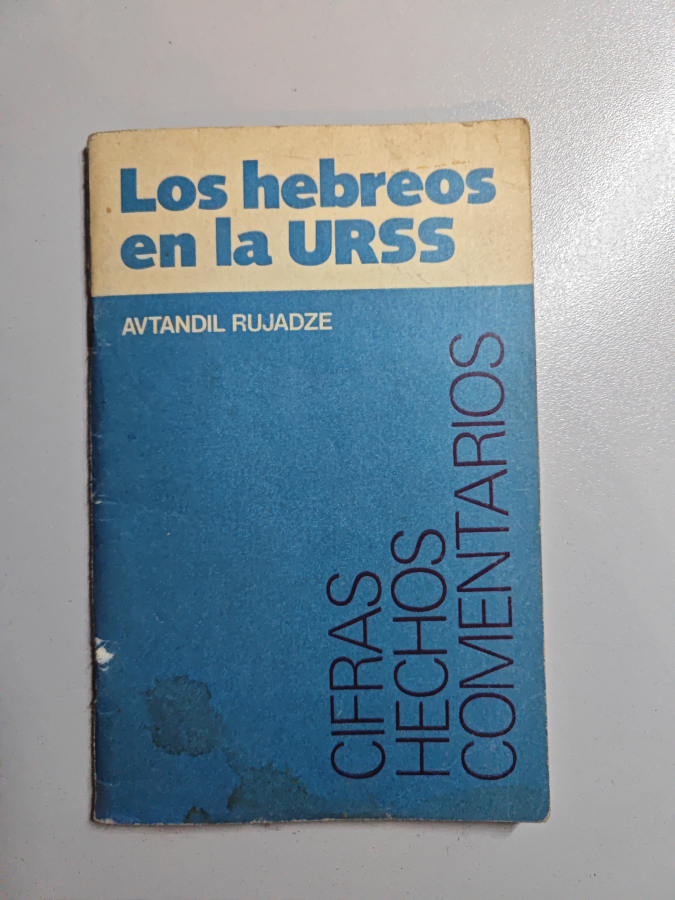 Los hebreos
en la URSS
AVTANDIL RUJADZE
CIFRAS
HECHOS
COMENTARIOS